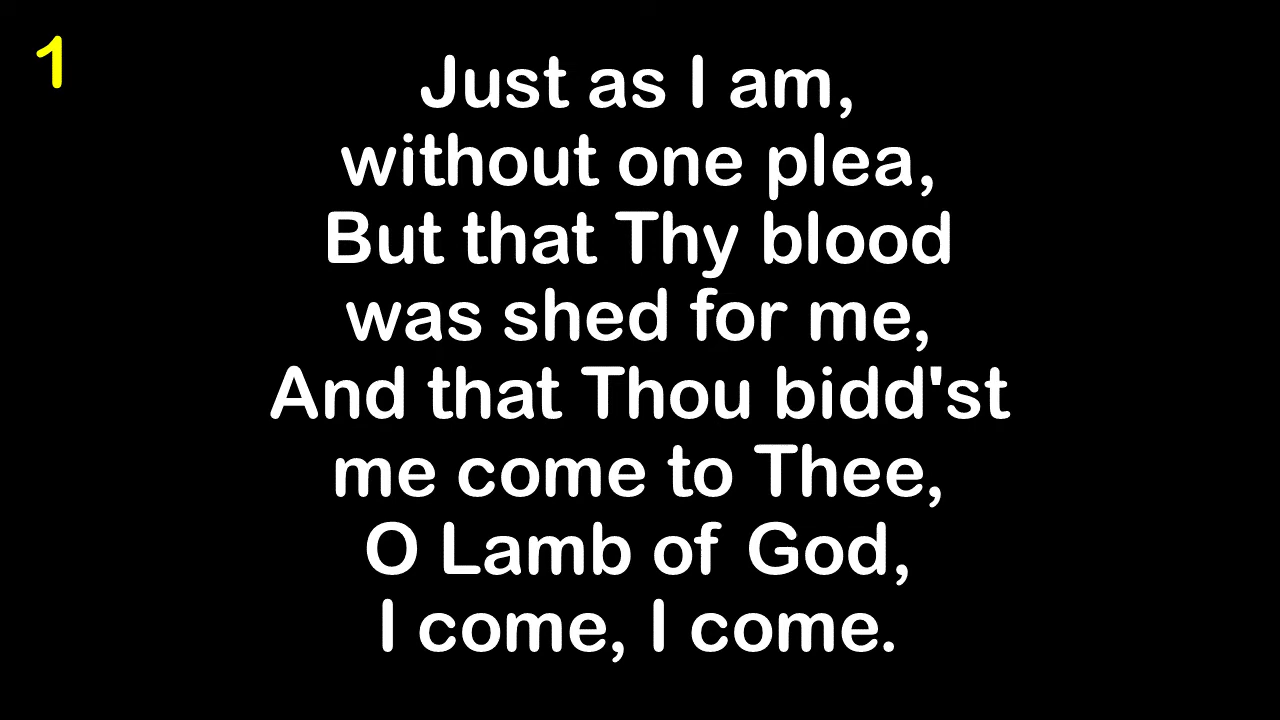 1
Just as I am,
without one plea,
But that Thy blood
was shed for me,
And that Thou bidd'st
me come to Thee,
O Lamb of God,
I come, I come.